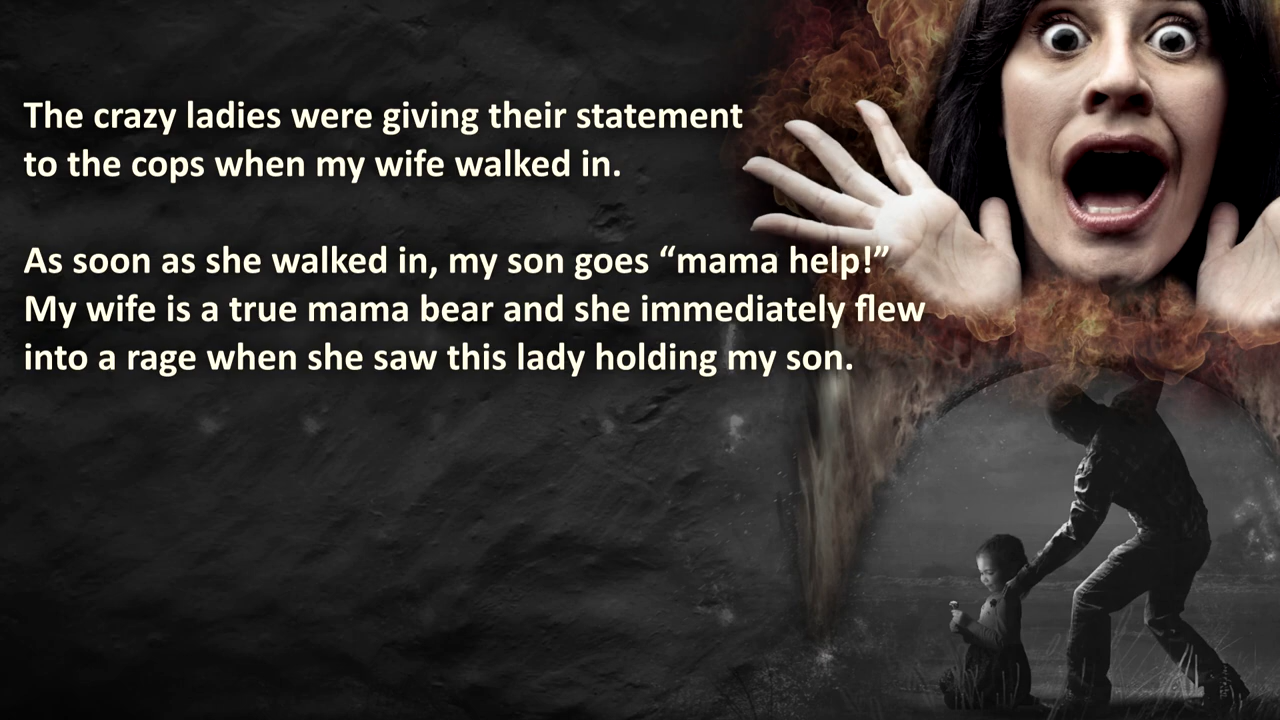 The crazy ladies were giving their statement
to the cops when my wife walked in.
As soon as she walked in, my son goes “mama help!”
My wife is a true mama bear and she immediately flew
into a rage when she saw this lady holding my son.